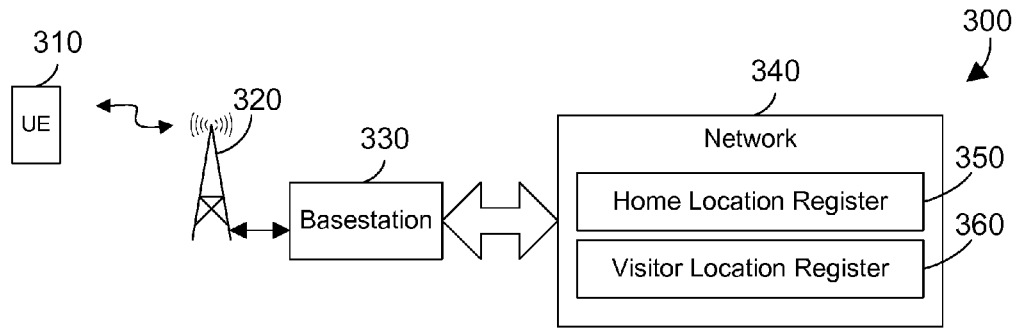 300
310
340
320
UE
330
Network
350
Home Location Register
Basestation
360
Visitor Location Register